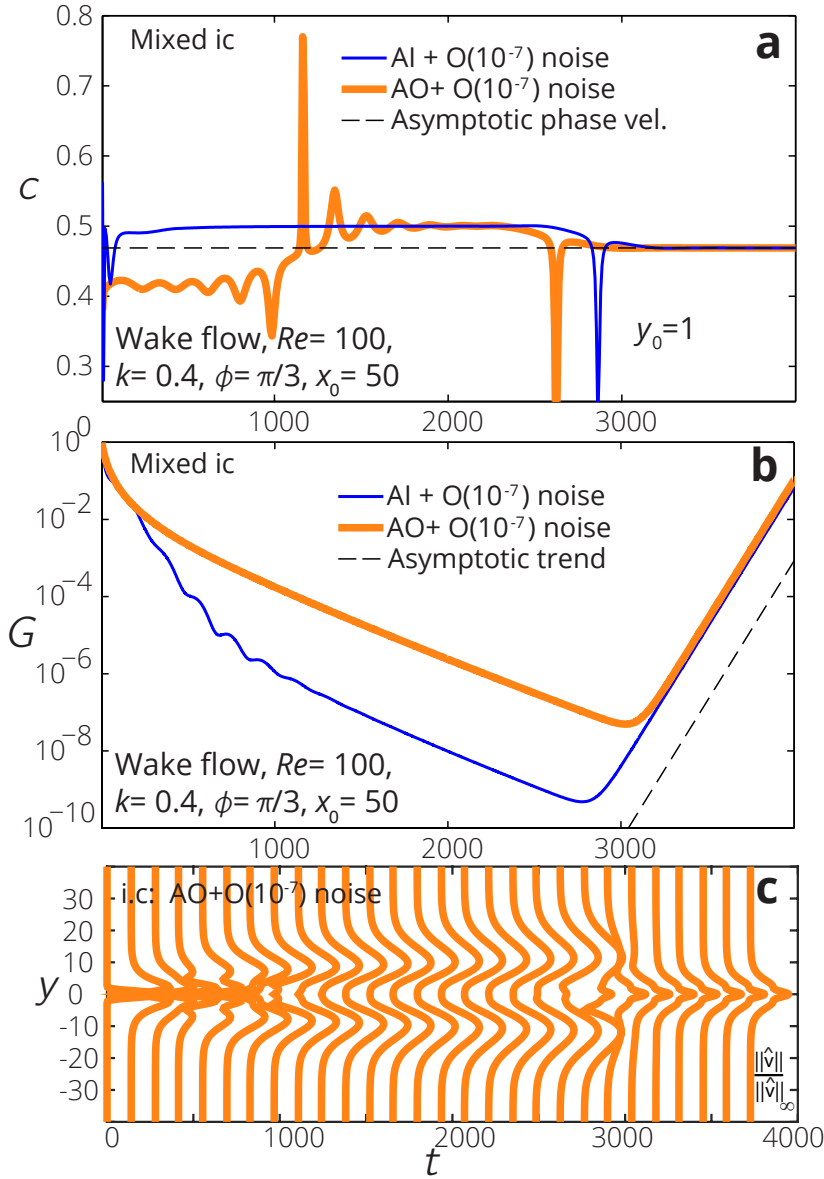 0.8
Mixed ic
a
AI + O(10⁻⁷) noise
AO+ O(10⁻⁷) noise
Asymptotic phase vel.
0.7
0.6
c
0.5
0.4
Wake flow, Re= 100,
k= 0.4, ϕ= π/3, x₀= 50
y₀=1
0.3
0
1000
2000
3000
10⁰
Mixed ic
b
AI + O(10⁻⁷) noise
AO+ O(10⁻⁷) noise
Asymptotic trend
10⁻²
10⁻⁴
G
10⁻⁶
10⁻⁸
Wake flow, Re= 100,
k= 0.4, ϕ= π/3, x₀= 50
10⁻¹⁰
1000
2000
3000
i.c: AO+O(10⁻⁷) noise
c
30
20
10
y
0
-10
-20
-30
||v̂||
||v̂||∞
0
1000
2000
3000
4000
t